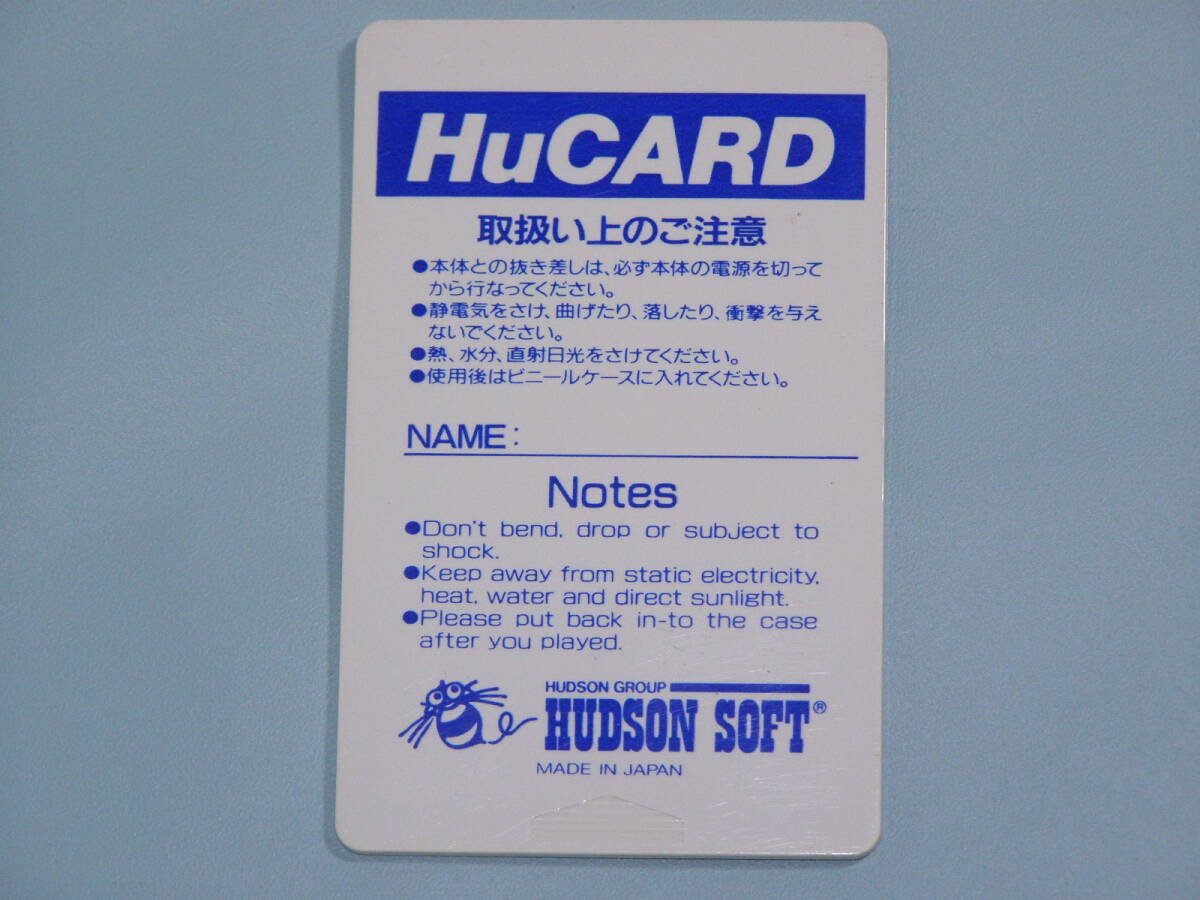 HuCARD
取扱い上のご注意
●本体との抜き差しは、必ず本体の電源を切って
から行なってください。
●静電気をさけ、曲げたり、落したり、衝撃を与え
ないでください。
●熱、水分、直射日光をさけてください。
●使用後はビニールケースに入れてください。
NAME:
Notes
●Don't bend, drop or subject to
shock.
●Keep away from static electricity,
heat, water and direct sunlight.
●Please put back in-to the case
after you played.
HUDSON GROUP
HUDSON SOFT®
MADE IN JAPAN